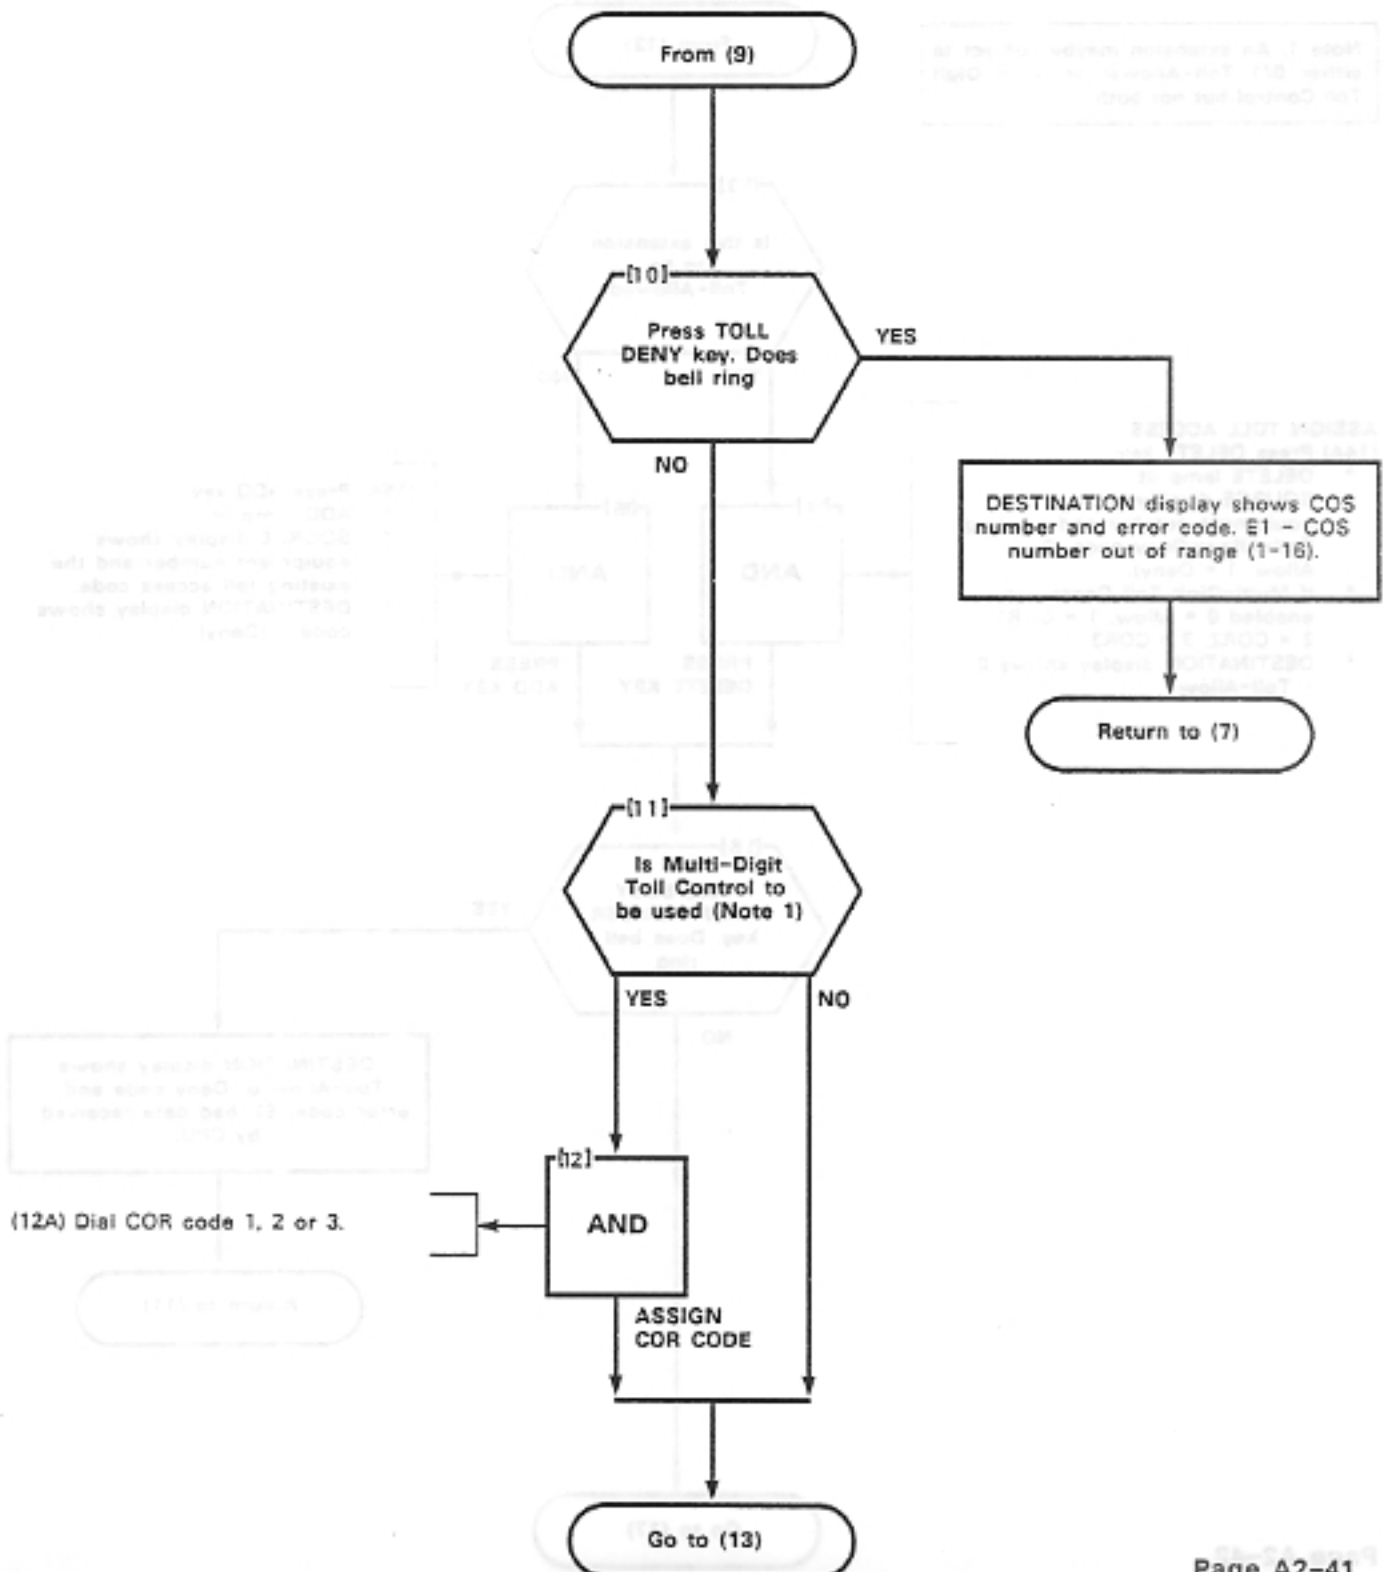 From (9)
[10]
Press TOLL
DENY key. Does
bell ring
YES
NO
DESTINATION display shows COS
number and error code. E1 – COS
number out of range (1-16).
Return to (7)
[11]
Is Multi-Digit
Toll Control to
be used (Note 1)
YES
NO
[12]
AND
(12A) Dial COR code 1, 2 or 3.
ASSIGN
COR CODE
Go to (13)
Page A2-41